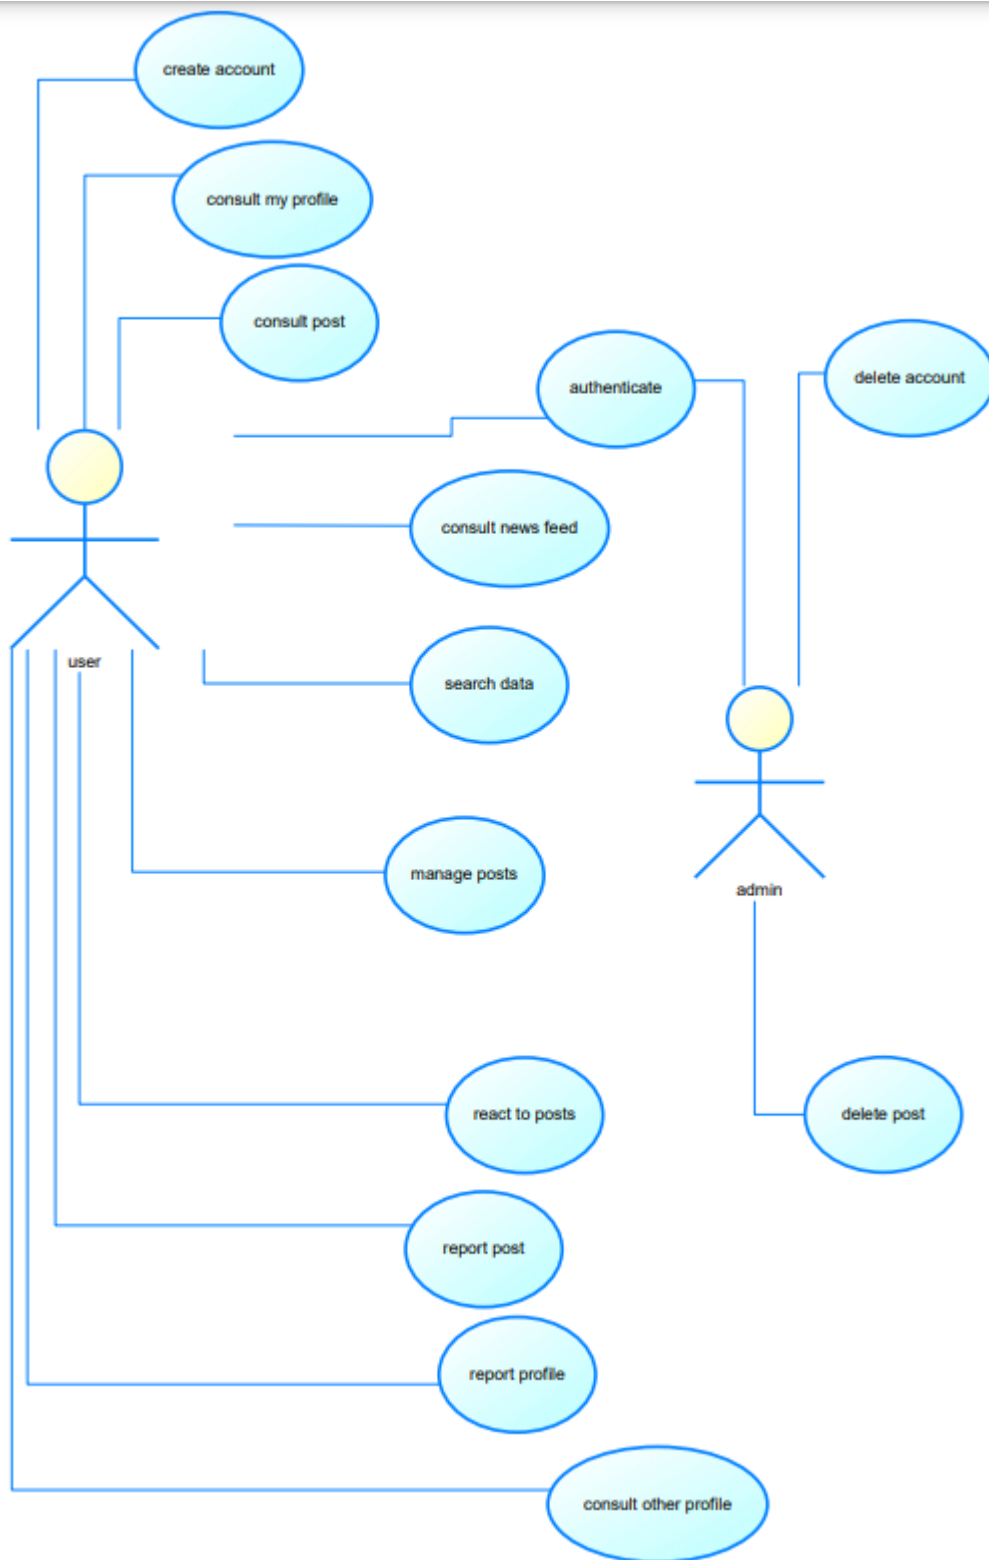 create account
consult my profile
consult post
authenticate
delete account
consult news feed
user
search data
manage posts
admin
react to posts
delete post
report post
report profile
consult other profile